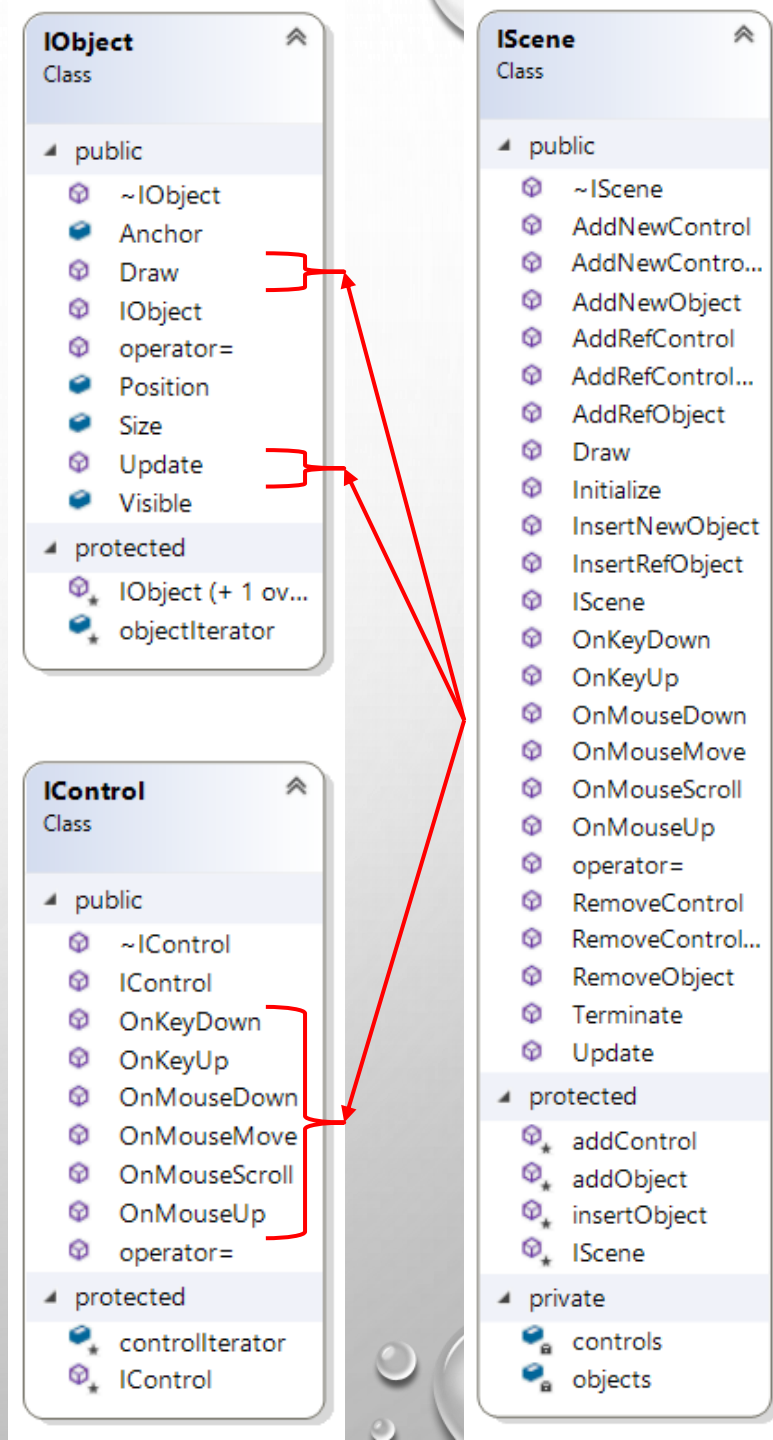 IObject
Class
public
~IObject
Anchor
Draw
IObject
operator=
Position
Size
Update
Visible
protected
IObject (+ 1 ov...
objectIterator
IControl
Class
public
~IControl
IControl
OnKeyDown
OnKeyUp
OnMouseDown
OnMouseMove
OnMouseScroll
OnMouseUp
operator=
protected
controlIterator
IControl
IScene
Class
public
~IScene
AddNewControl
AddNewContro...
AddNewObject
AddRefControl
AddRefControl...
AddRefObject
Draw
Initialize
InsertNewObject
InsertRefObject
IScene
OnKeyDown
OnKeyUp
OnMouseDown
OnMouseMove
OnMouseScroll
OnMouseUp
operator=
RemoveControl
RemoveControl...
RemoveObject
Terminate
Update
protected
addControl
addObject
insertObject
IScene
private
controls
objects